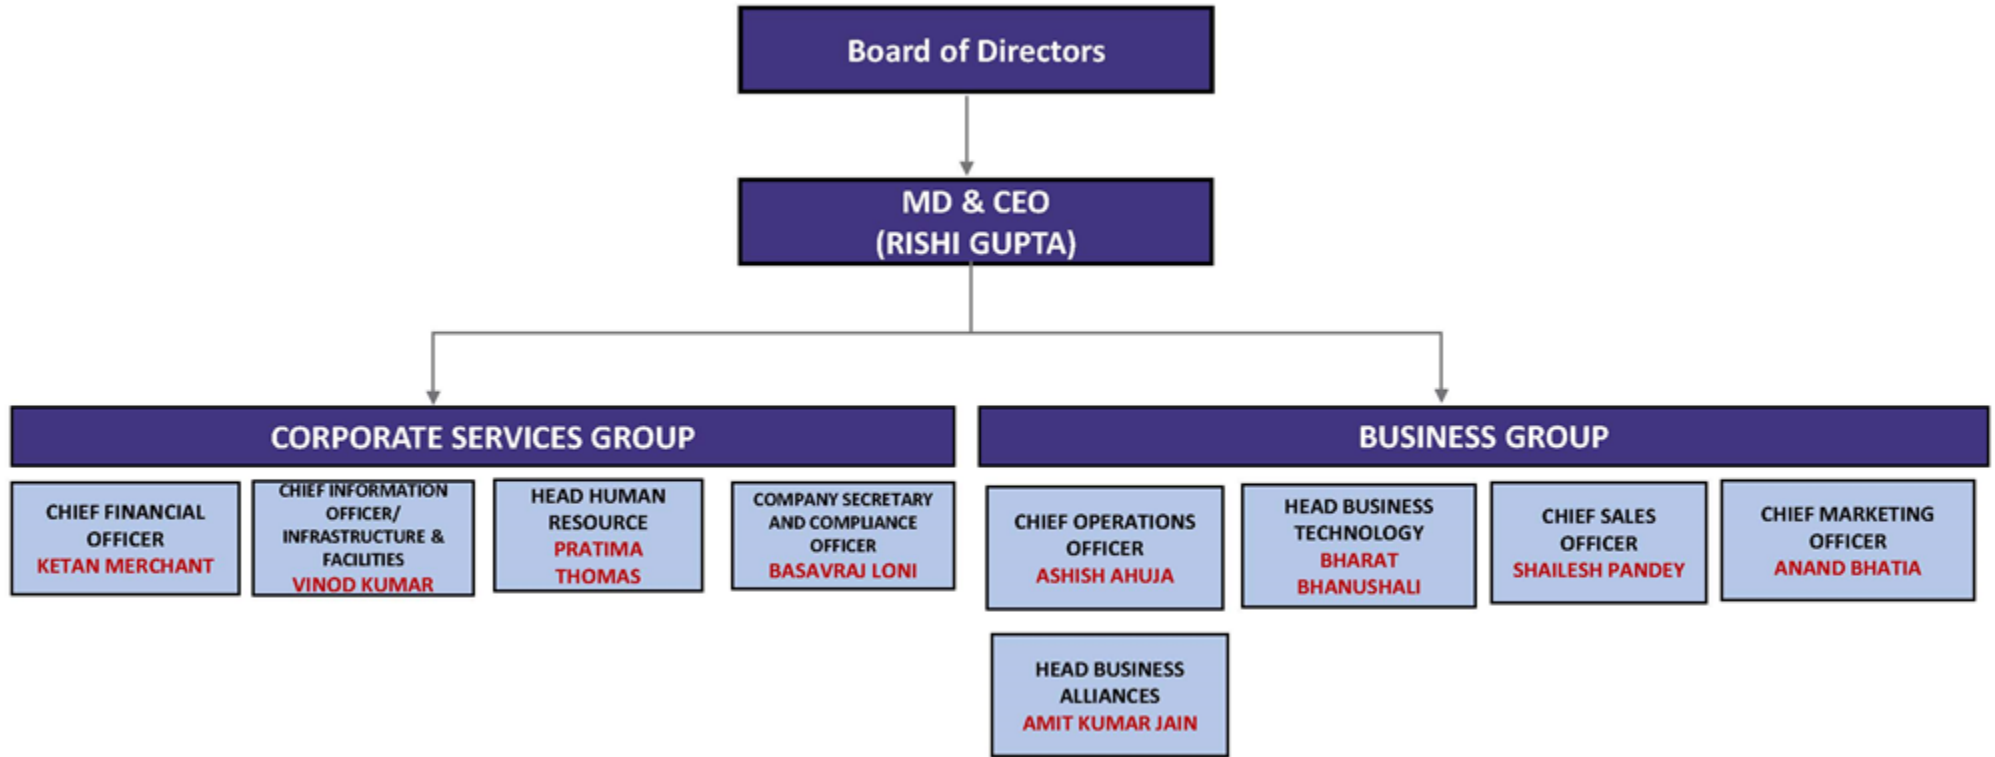 Board of Directors
MD & CEO
(RISHI GUPTA)
CORPORATE SERVICES GROUP
BUSINESS GROUP
CHIEF FINANCIAL
OFFICER
KETAN MERCHANT
CHIEF INFORMATION
OFFICER/
INFRASTRUCTURE &
FACILITIES
VINOD KUMAR
HEAD HUMAN
RESOURCE
PRATIMA
THOMAS
COMPANY SECRETARY
AND COMPLIANCE
OFFICER
BASAVRAJ LONI
CHIEF OPERATIONS
OFFICER
ASHISH AHUJA
HEAD BUSINESS
TECHNOLOGY
BHARAT
BHANUSHALI
CHIEF SALES
OFFICER
SHAILESH PANDEY
CHIEF MARKETING
OFFICER
ANAND BHATIA
HEAD BUSINESS
ALLIANCES
AMIT KUMAR JAIN